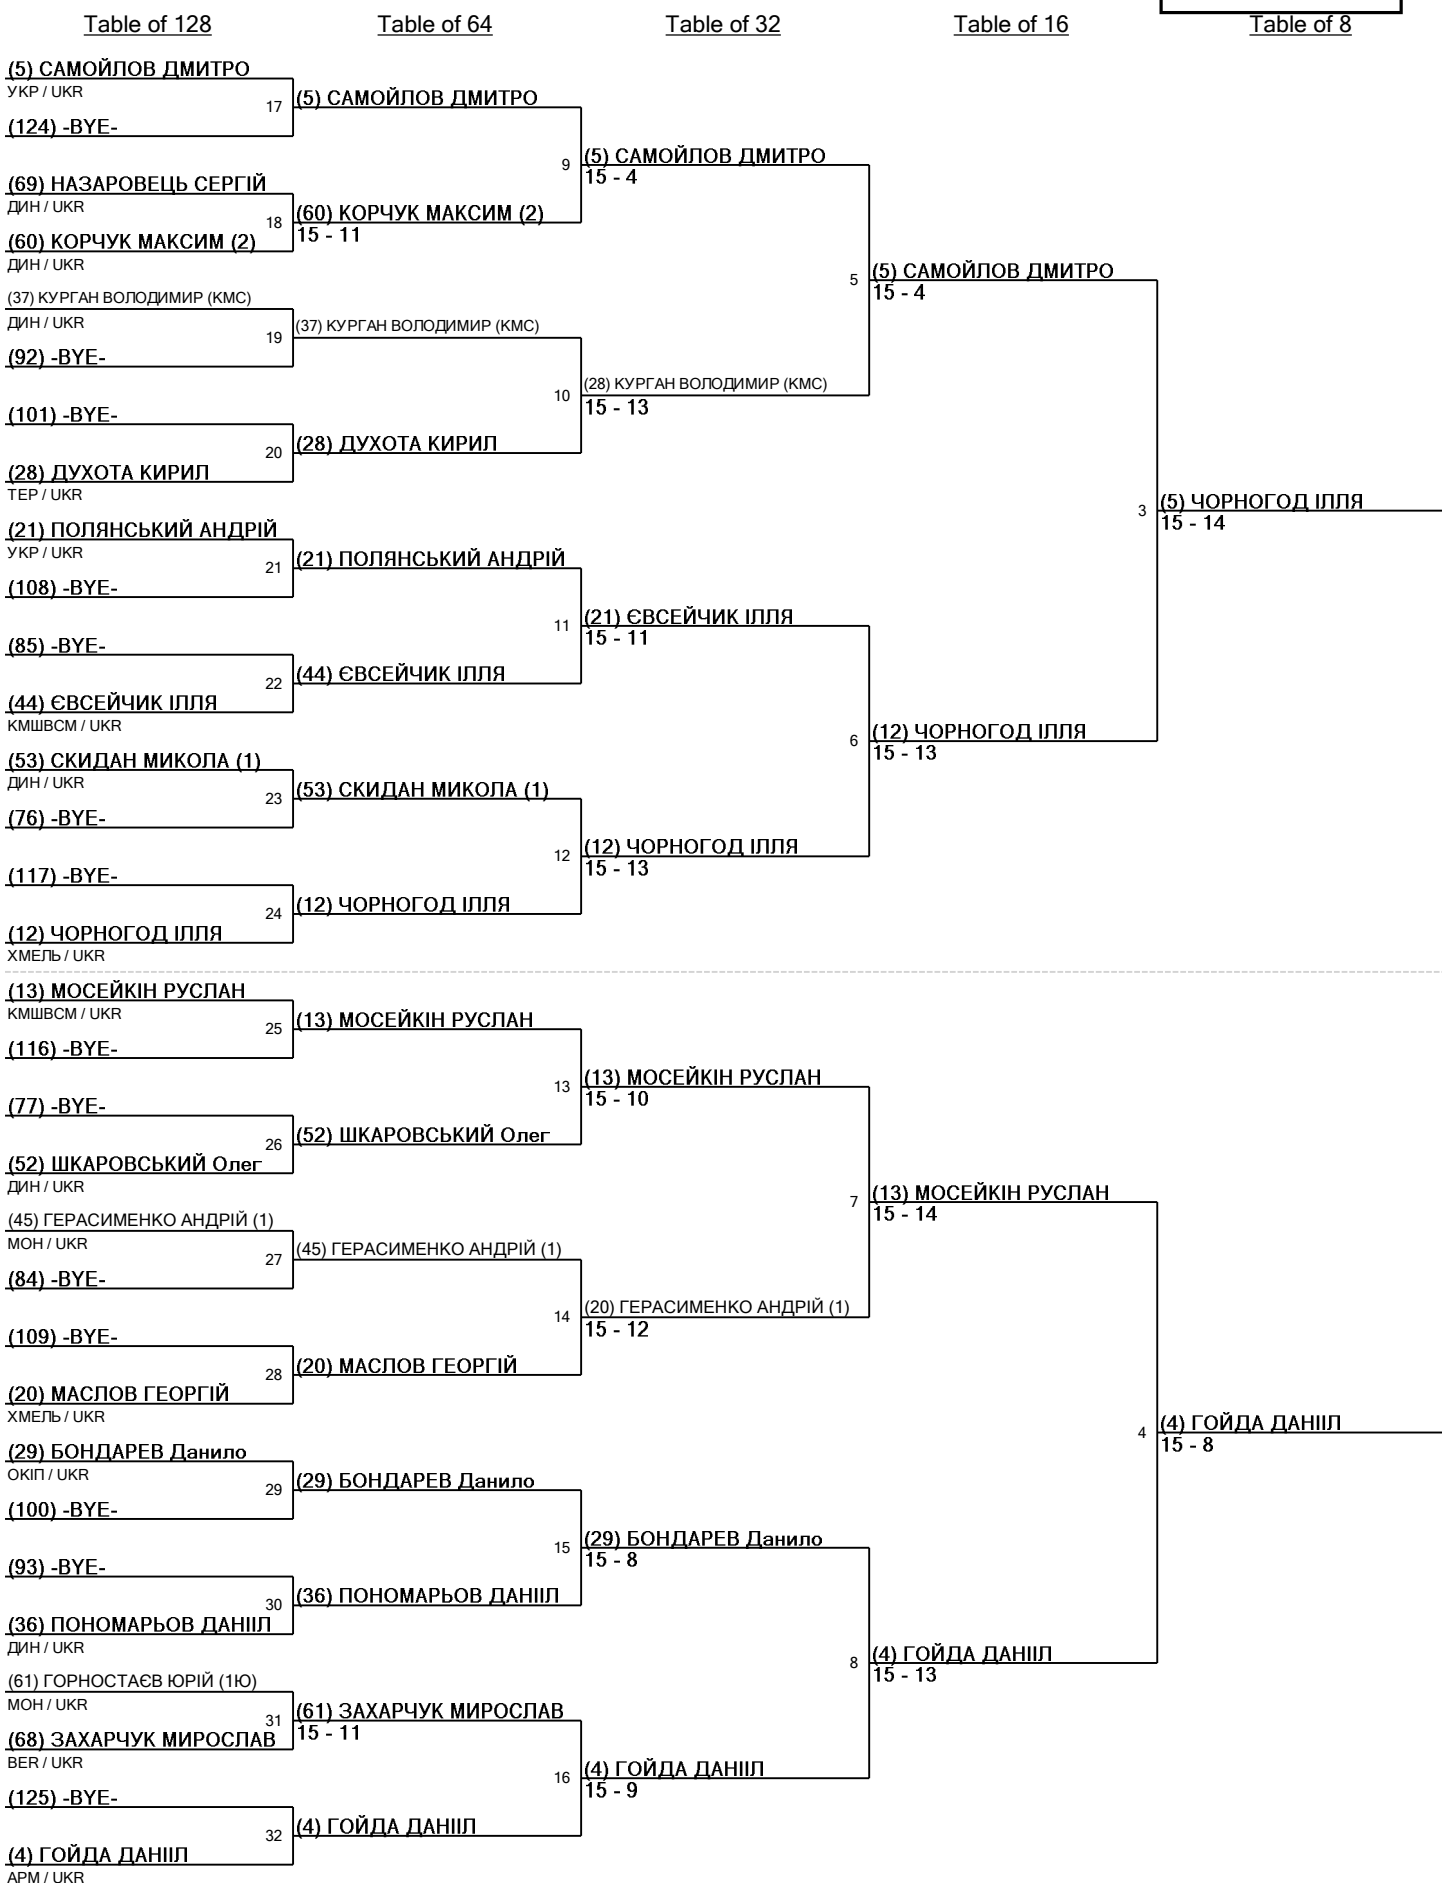 Table of 128
Table of 64
Table of 32
Table of 16
Table of 8
(5) САМОЙЛОВ ДМИТРО
УКР / UKR
17
(124) -BYE-
(69) НАЗАРОВЕЦЬ СЕРГІЙ
ДИН / UKR
18
(60) КОРЧУК МАКСИМ (2)
ДИН / UKR
(37) КУРГАН ВОЛОДИМИР (КМС)
ДИН / UKR
19
(92) -BYE-
(101) -BYE-
20
(28) ДУХОТА КИРИЛ
ТЕР / UKR
(21) ПОЛЯНСЬКИЙ АНДРІЙ
УКР / UKR
21
(108) -BYE-
(85) -BYE-
22
(44) ЄВСЕЙЧИК ІЛЛЯ
КМШВСМ / UKR
(53) СКИДАН МИКОЛА (1)
ДИН / UKR
23
(76) -BYE-
(117) -BYE-
24
(12) ЧОРНОГОД ІЛЛЯ
ХМЕЛЬ / UKR
(13) МОСЕЙКІН РУСЛАН
КМШВСМ / UKR
25
(116) -BYE-
(77) -BYE-
26
(52) ШКАРОВСЬКИЙ Олег
ДИН / UKR
(45) ГЕРАСИМЕНКО АНДРІЙ (1)
МОН / UKR
27
(84) -BYE-
(109) -BYE-
28
(20) МАСЛОВ ГЕОРГІЙ
ХМЕЛЬ / UKR
(29) БОНДАРЕВ Данило
ОКІП / UKR
29
(100) -BYE-
(93) -BYE-
30
(36) ПОНОМАРЬОВ ДАНІІЛ
ДИН / UKR
(61) ГОРНОСТАЄВ ЮРІЙ (1Ю)
МОН / UKR
31
(68) ЗАХАРЧУК МИРОСЛАВ
BER / UKR
(125) -BYE-
32
(4) ГОЙДА ДАНІІЛ
АРМ / UKR
(5) САМОЙЛОВ ДМИТРО
9
(60) КОРЧУК МАКСИМ (2)
15 - 11
(37) КУРГАН ВОЛОДИМИР (КМС)
10
(28) ДУХОТА КИРИЛ
(21) ПОЛЯНСЬКИЙ АНДРІЙ
11
(44) ЄВСЕЙЧИК ІЛЛЯ
(53) СКИДАН МИКОЛА (1)
12
(12) ЧОРНОГОД ІЛЛЯ
(13) МОСЕЙКІН РУСЛАН
13
(52) ШКАРОВСЬКИЙ Олег
(45) ГЕРАСИМЕНКО АНДРІЙ (1)
14
(20) МАСЛОВ ГЕОРГІЙ
(29) БОНДАРЕВ Данило
15
(36) ПОНОМАРЬОВ ДАНІІЛ
(61) ЗАХАРЧУК МИРОСЛАВ
15 - 11
16
(4) ГОЙДА ДАНІІЛ
(5) САМОЙЛОВ ДМИТРО
15 - 4
5
(28) КУРГАН ВОЛОДИМИР (КМС)
15 - 13
(21) ЄВСЕЙЧИК ІЛЛЯ
15 - 11
6
(12) ЧОРНОГОД ІЛЛЯ
15 - 13
(13) МОСЕЙКІН РУСЛАН
15 - 10
7
(20) ГЕРАСИМЕНКО АНДРІЙ (1)
15 - 12
(29) БОНДАРЕВ Данило
15 - 8
8
(4) ГОЙДА ДАНІІЛ
15 - 9
(5) САМОЙЛОВ ДМИТРО
15 - 4
3
(12) ЧОРНОГОД ІЛЛЯ
15 - 13
(13) МОСЕЙКІН РУСЛАН
15 - 14
4
(4) ГОЙДА ДАНІІЛ
15 - 13
(5) ЧОРНОГОД ІЛЛЯ
15 - 14
(4) ГОЙДА ДАНІІЛ
15 - 8